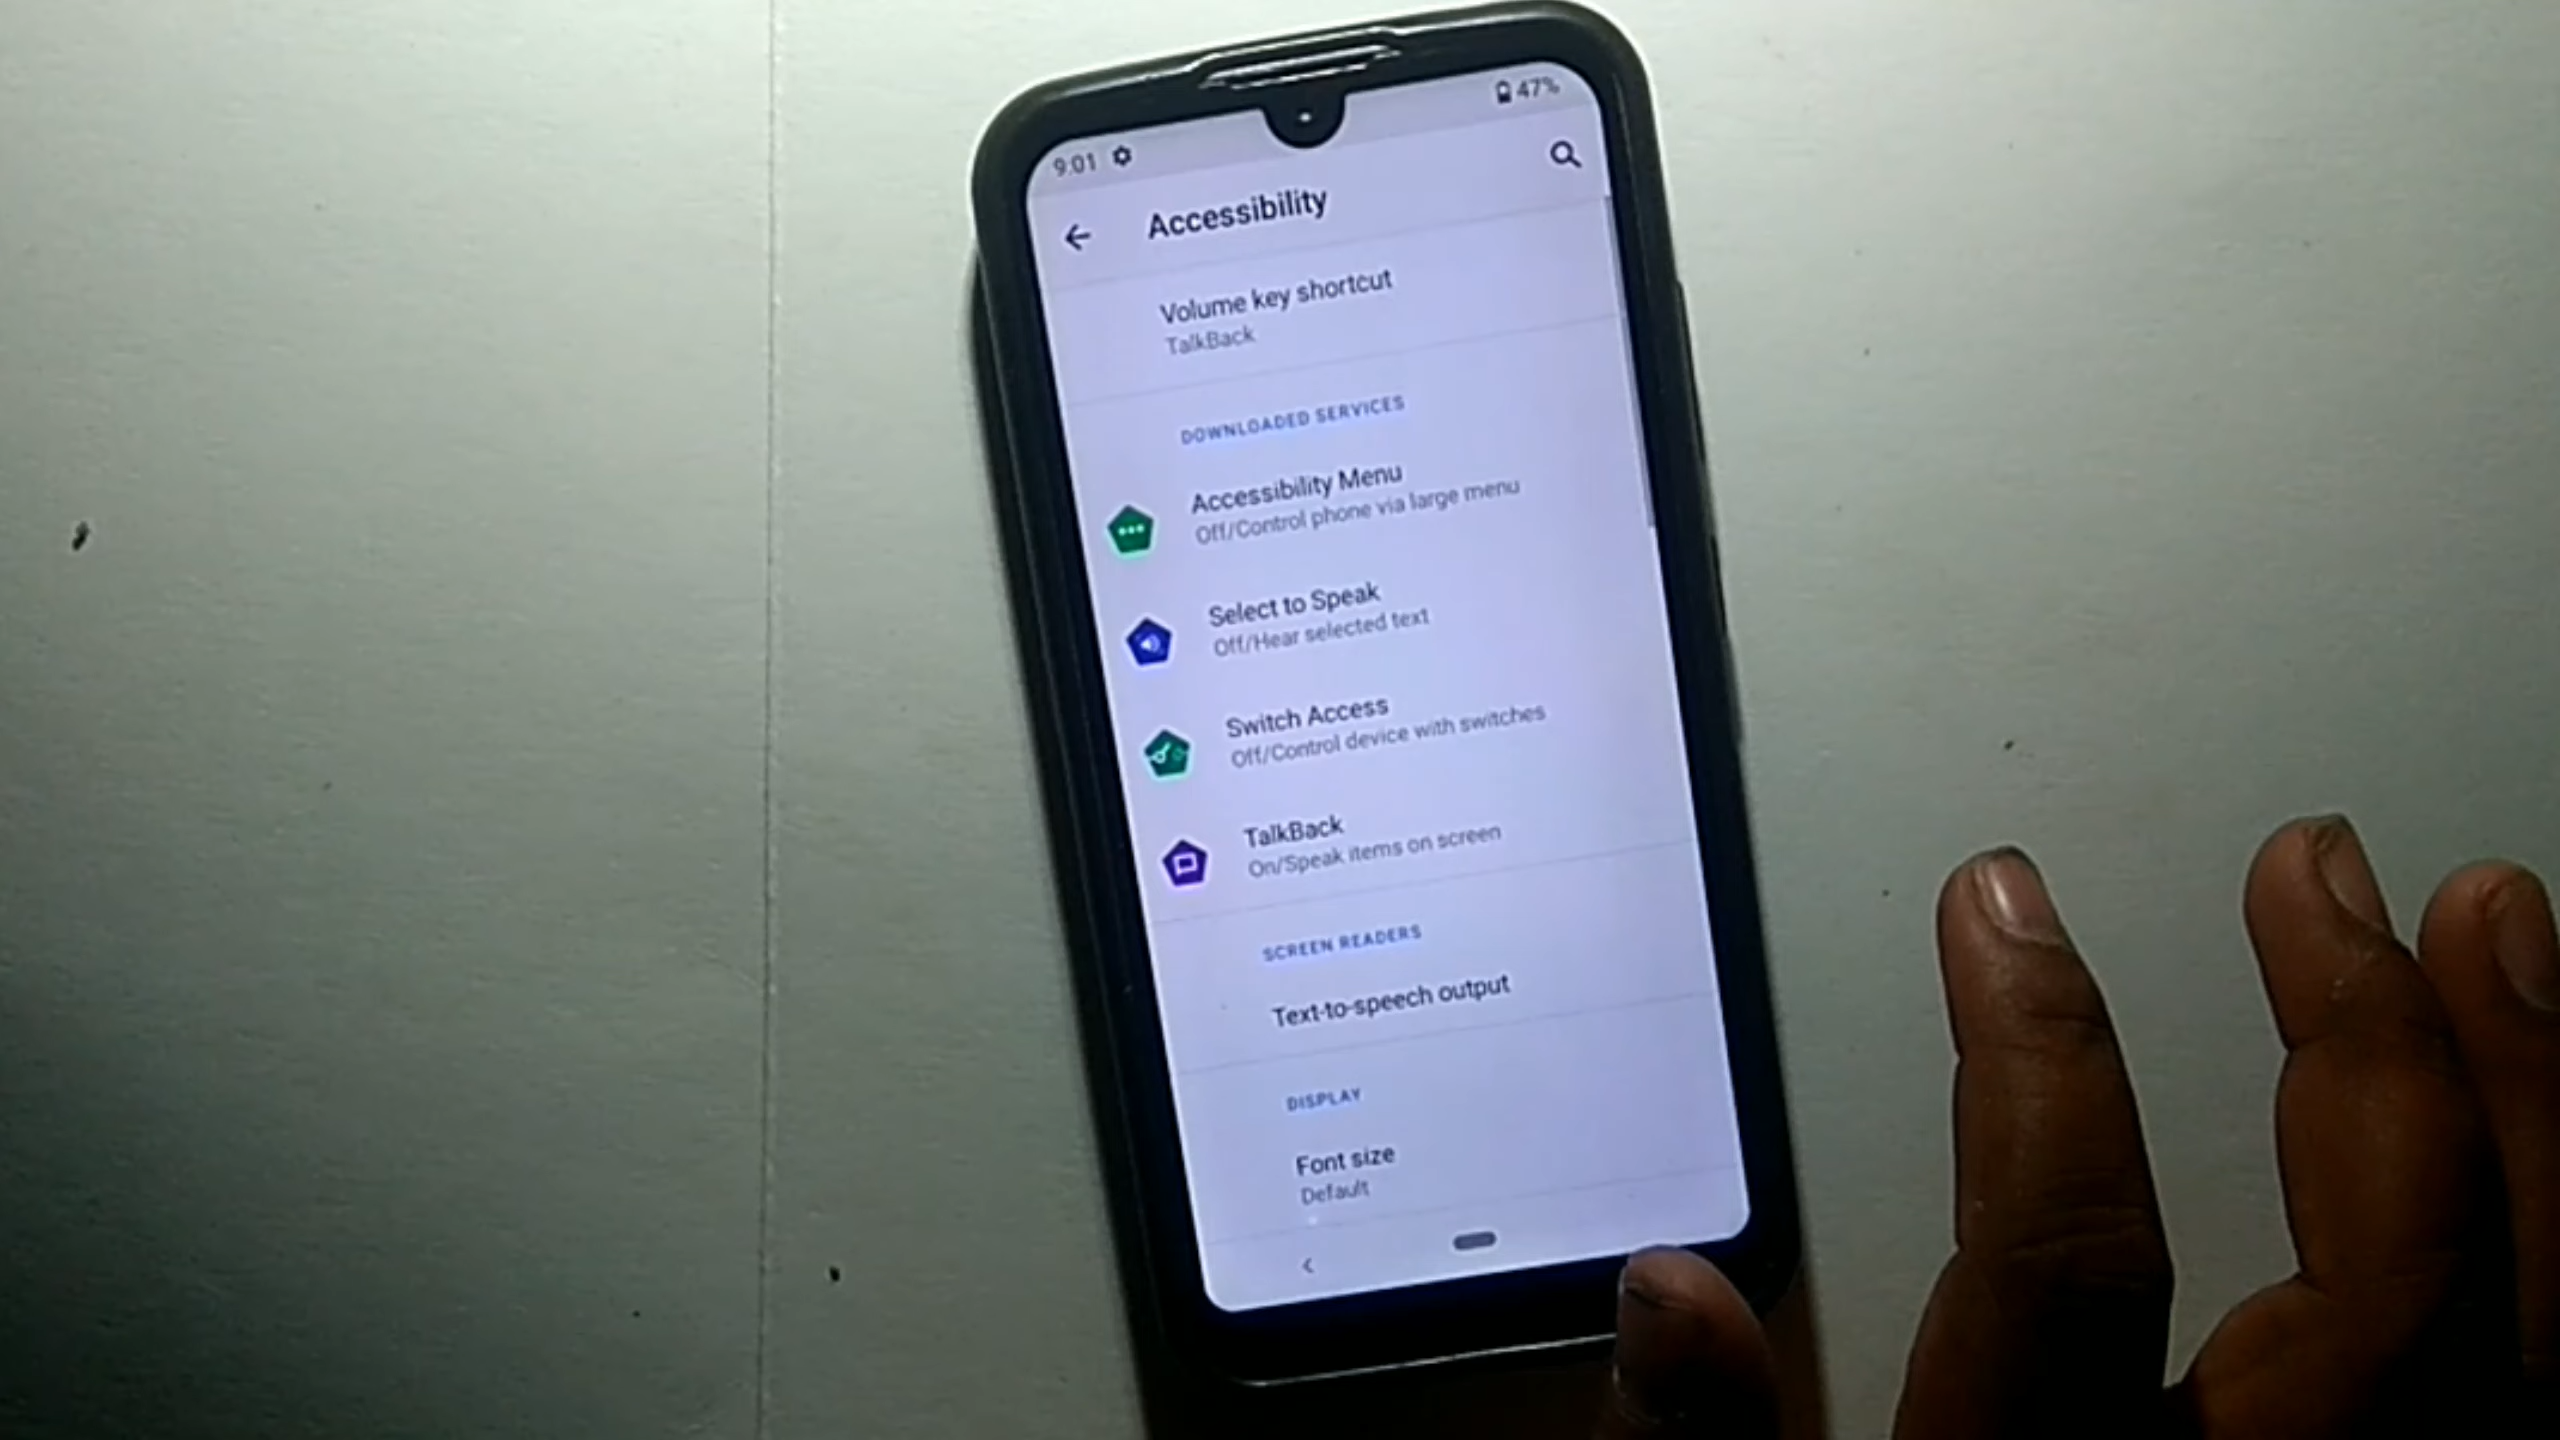 9:01
47%
Accessibility
Volume key shortcut
TalkBack
DOWNLOADED SERVICES
Accessibility Menu
Off/Control phone via large menu
Select to Speak
Off/Hear selected text
Switch Access
Off/Control device with switches
TalkBack
On/Speak items on screen
SCREEN READERS
Text-to-speech output
DISPLAY
Font size
Default